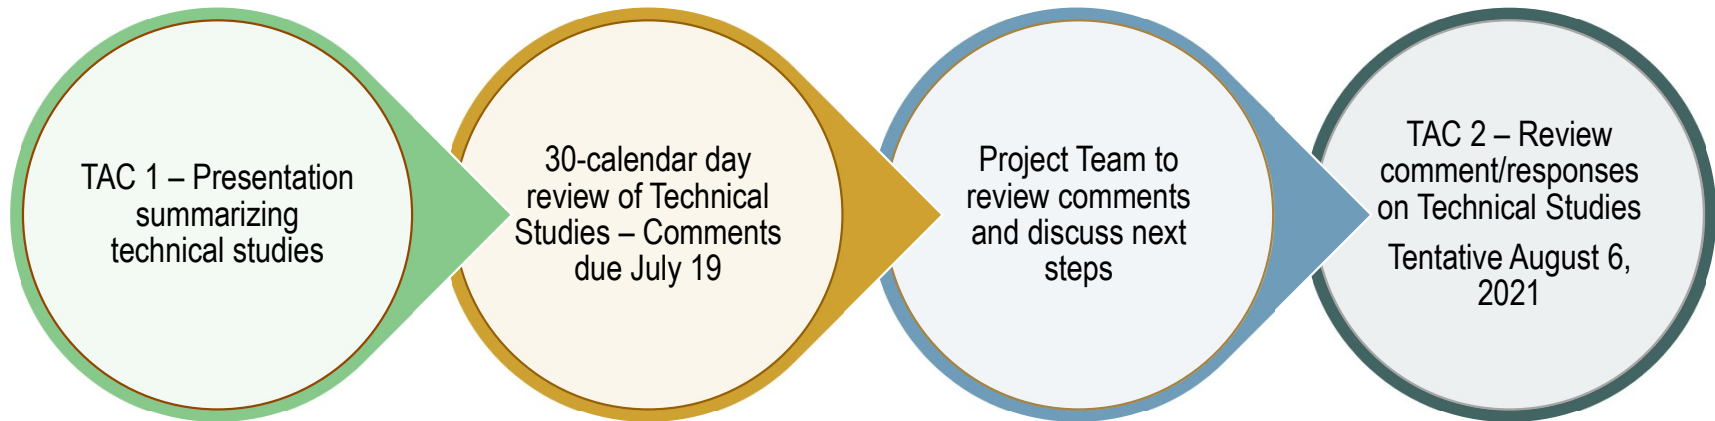 TAC 1 – Presentation
summarizing
technical studies
30-calendar day
review of Technical
Studies – Comments
due July 19
Project Team to
review comments
and discuss next
steps
TAC 2 – Review
comment/responses
on Technical Studies
Tentative August 6,
2021